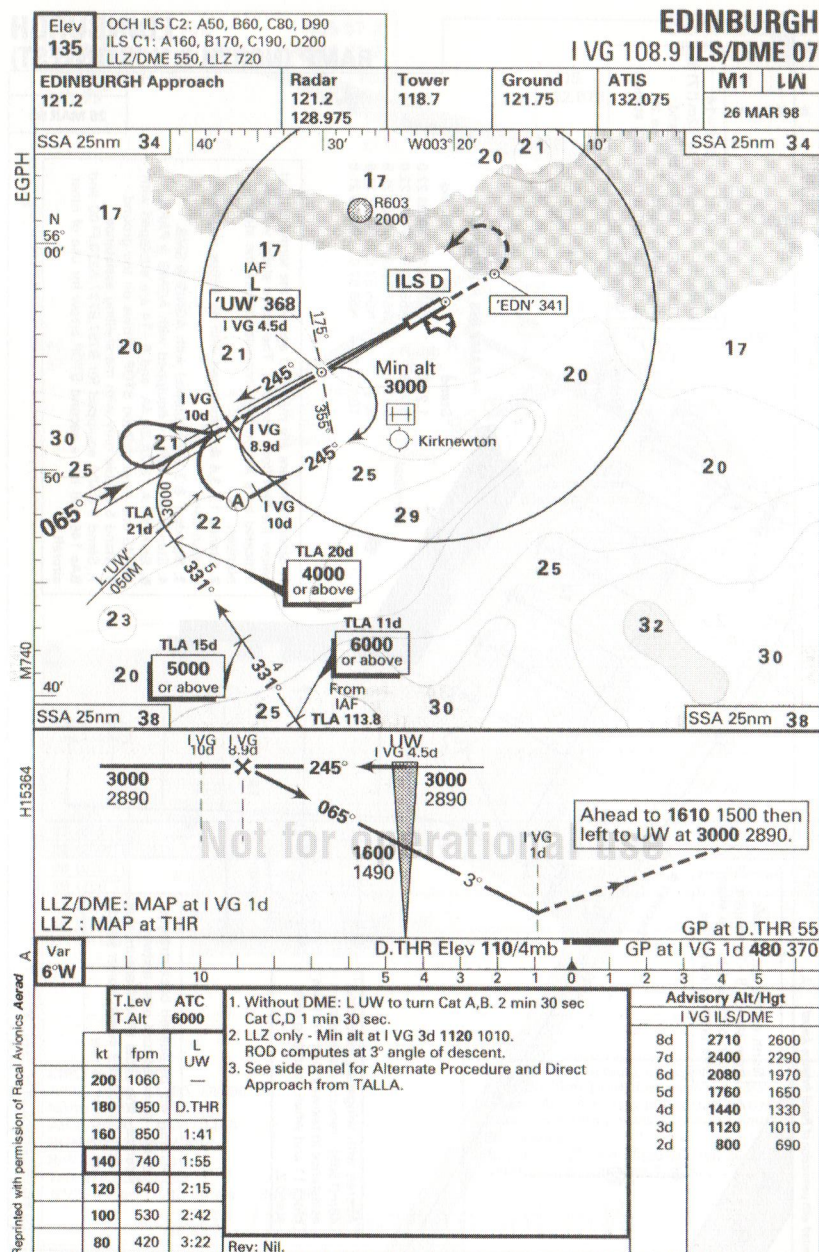 Elev
135
OCH ILS C2: A50, B60, C80, D90
ILS C1: A160, B170, C190, D200
LLZ/DME 550, LLZ 720
EDINBURGH
I VG 108.9 ILS/DME 07
EDINBURGH Approach
121.2
Radar
121.2
128.975
Tower
118.7
Ground
121.75
ATIS
132.075
M1
M1
26 MAR 98
EGPH
SSA 25nm 34
40'
30'
W003° 20'
10'
SSA 25nm 34
20
21
17
R603
2000
17
N
56°
00'
17
IAF
L
'UW' 368
I VG 4.5d
ILS D
'EDN' 341
175°
20
21
17
245°
Min alt
3000
20
I VG
10d
355°
I VG
8.9d
Kirknewton
30
21
245°
25
50'
25
20
065°
A
I VG
10d
3000
TLA
21d
22
29
L 'UW'
050M
TLA 20d
4000
or above
5
331°
25
23
TLA 11d
6000
or above
32
TLA 15d
5000
or above
4
331°
30
M740
20
40'
From
IAF
TLA 113.8
25
30
SSA 25nm 38
SSA 25nm 38
H15364
I VG
10d
I VG
8.9d
UW
I VG 4.5d
245°
3000
2890
3000
2890
065°
Ahead to 1610 1500 then
left to UW at 3000 2890.
Not for operational use
I VG
1d
1600
1490
3°
LLZ/DME: MAP at I VG 1d
LLZ : MAP at THR
GP at D.THR 55
A
Var
6°W
D.THR Elev 110/4mb
GP at I VG 1d 480 370
10 5 4 3 2 1 0 1 2 3 4 5
T.Lev ATC
T.Alt 6000
kt fpm L
UW
200 1060 —
180 950 D.THR
160 850 1:41
140 740 1:55
120 640 2:15
100 530 2:42
80 420 3:22
1. Without DME: L UW to turn Cat A,B. 2 min 30 sec
Cat C,D 1 min 30 sec.
2. LLZ only - Min alt at I VG 3d 1120 1010.
ROD computes at 3° angle of descent.
3. See side panel for Alternate Procedure and Direct
Approach from TALLA.
Rev: Nil.
Advisory Alt/Hgt
I VG ILS/DME
8d 2710 2600
7d 2400 2290
6d 2080 1970
5d 1760 1650
4d 1440 1330
3d 1120 1010
2d 800 690
Reprinted with permission of Racal Avionics Aerad